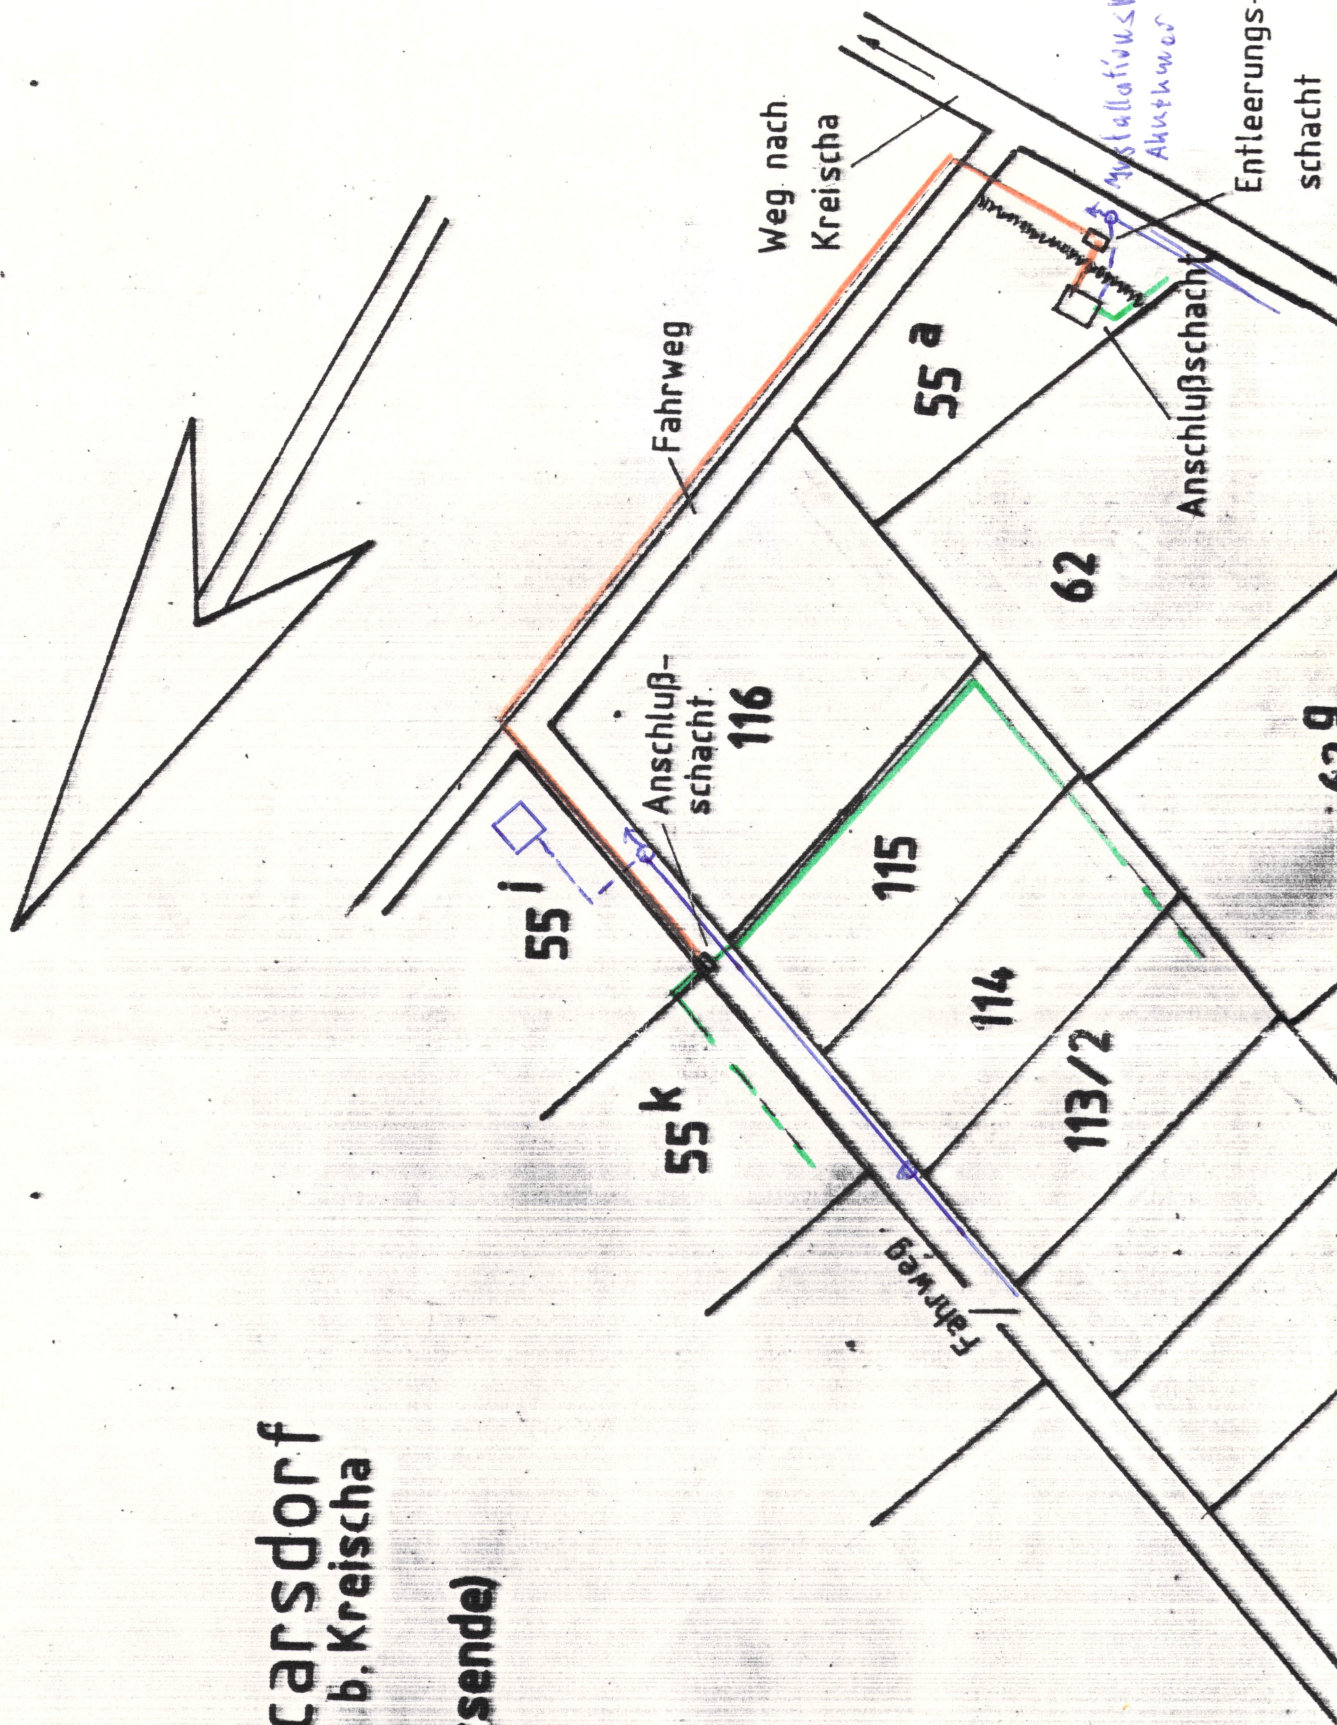 carsdorf
b. Kreischa
sende)
Weg nach
Kreischa
Fahrweg
Entleerungs-
schacht
Anschlußschacht
55 a
62
Anschluß-
schacht
116
115
114
113/2
55 i
55 k
Fahrweg
62 g